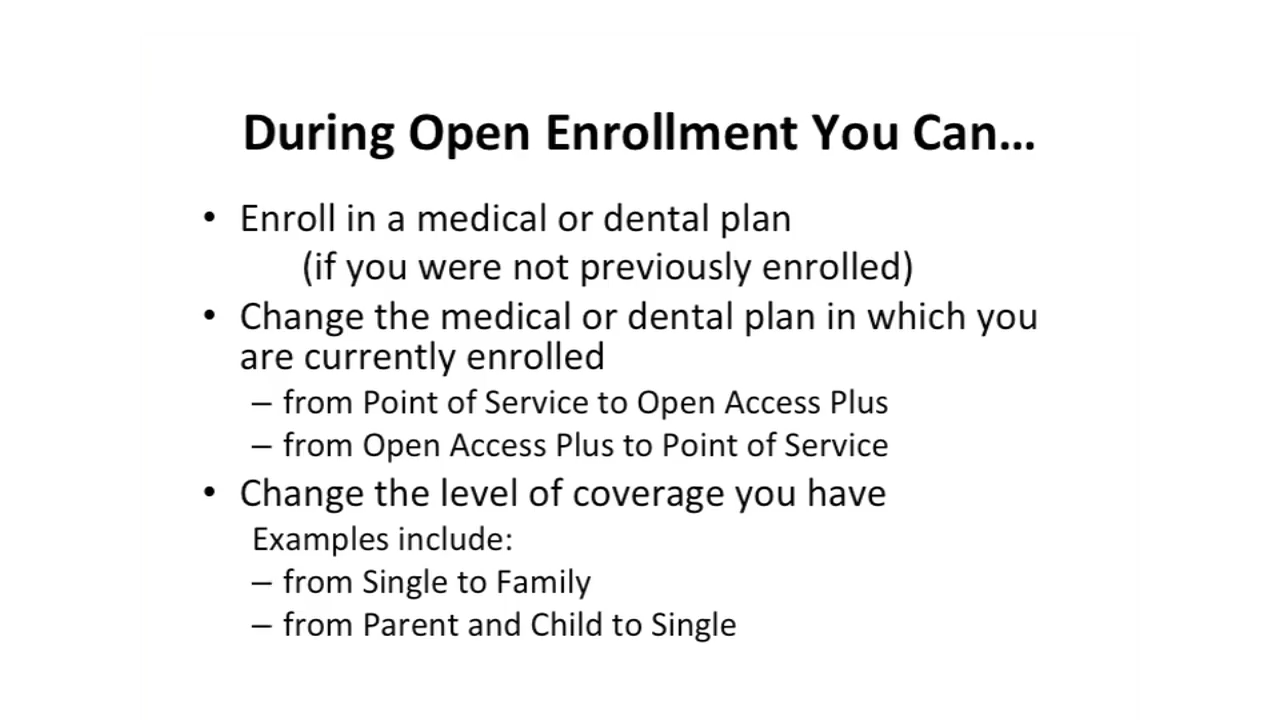 During Open Enrollment You Can…
• Enroll in a medical or dental plan
(if you were not previously enrolled)
• Change the medical or dental plan in which you
are currently enrolled
– from Point of Service to Open Access Plus
– from Open Access Plus to Point of Service
• Change the level of coverage you have
Examples include:
– from Single to Family
– from Parent and Child to Single